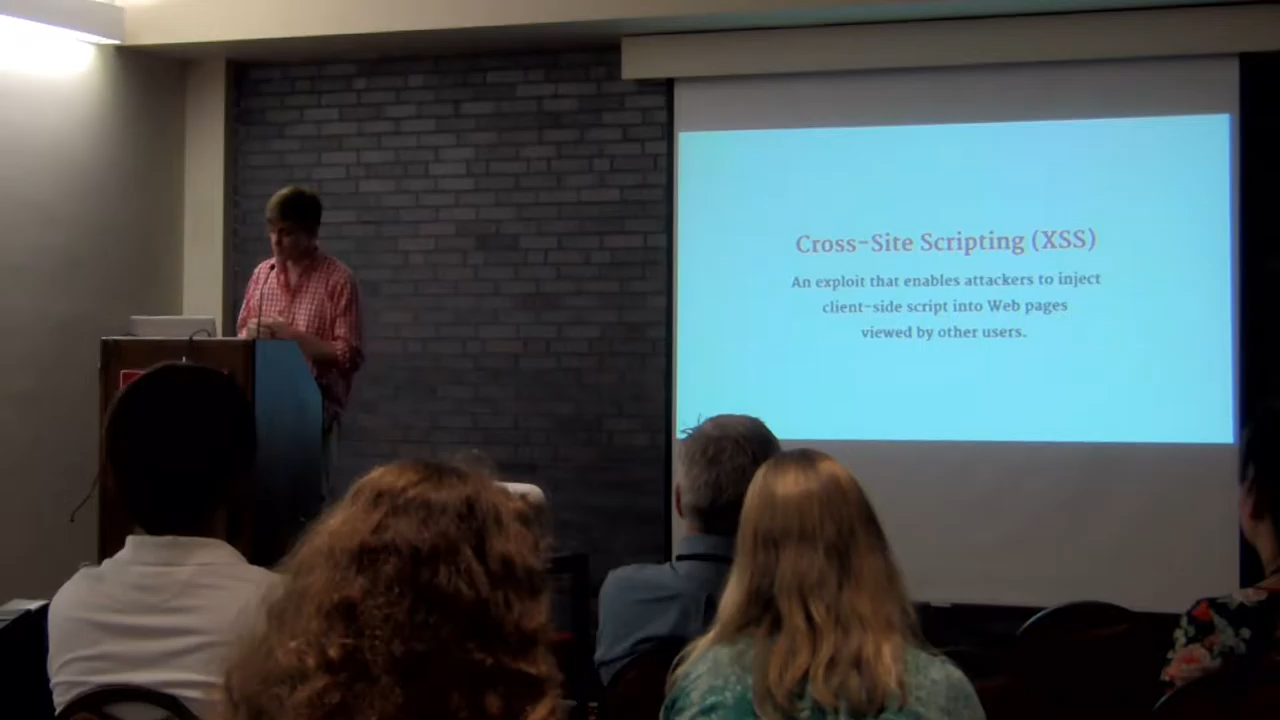 Cross-Site Scripting (XSS)
An exploit that enables attackers to inject
client-side script into Web pages
viewed by other users.